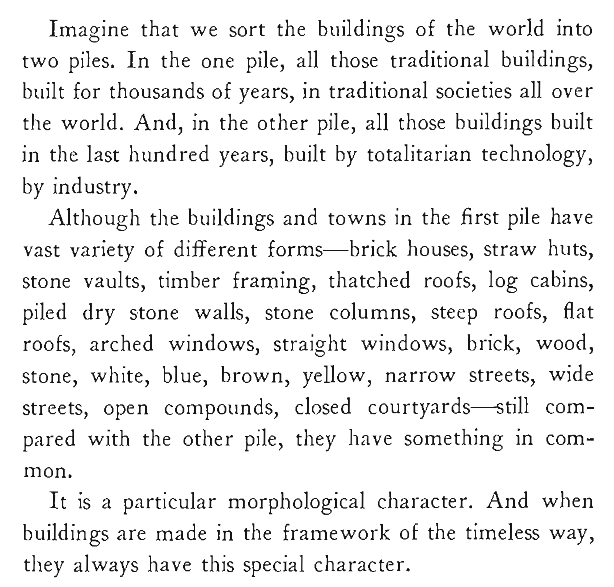 Imagine that we sort the buildings of the world into
two piles. In the one pile, all those traditional buildings,
built for thousands of years, in traditional societies all over
the world. And, in the other pile, all those buildings built
in the last hundred years, built by totalitarian technology,
by industry.
Although the buildings and towns in the first pile have
vast variety of different forms—brick houses, straw huts,
stone vaults, timber framing, thatched roofs, log cabins,
piled dry stone walls, stone columns, steep roofs, flat
roofs, arched windows, straight windows, brick, wood,
stone, white, blue, brown, yellow, narrow streets, wide
streets, open compounds, closed courtyards—still com-
pared with the other pile, they have something in com-
mon.
It is a particular morphological character. And when
buildings are made in the framework of the timeless way,
they always have this special character.